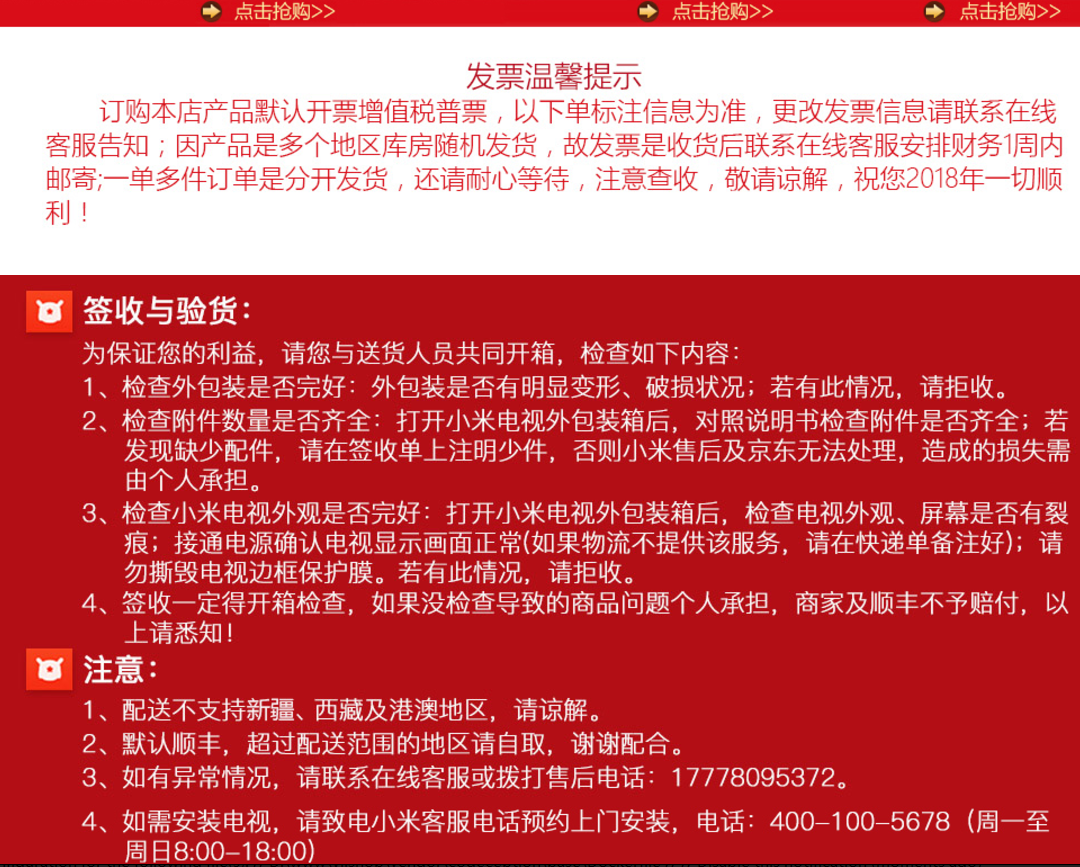 点击抢购>> 点击抢购>> 点击抢购>>
发票温馨提示
订购本店产品默认开票增值税普票，以下单标注信息为准，更改发票信息请联系在线
客服告知；因产品是多个地区库房随机发货，故发票是收货后联系在线客服安排财务1周内
邮寄;一单多件订单是分开发货，还请耐心等待，注意查收，敬请谅解，祝您2018年一切顺
利！
签收与验货：
为保证您的利益，请您与送货人员共同开箱，检查如下内容：
1、检查外包装是否完好：外包装是否有明显变形、破损状况；若有此情况，请拒收。
2、检查附件数量是否齐全：打开小米电视外包装箱后，对照说明书检查附件是否齐全；若
发现缺少配件，请在签收单上注明少件，否则小米售后及京东无法处理，造成的损失需
由个人承担。
3、检查小米电视外观是否完好：打开小米电视外包装箱后，检查电视外观、屏幕是否有裂
痕；接通电源确认电视显示画面正常(如果物流不提供该服务，请在快递单备注好)；请
勿撕毁电视边框保护膜。若有此情况，请拒收。
4、签收一定得开箱检查，如果没检查导致的商品问题个人承担，商家及顺丰不予赔付，以
上请悉知！
注意：
1、配送不支持新疆、西藏及港澳地区，请谅解。
2、默认顺丰，超过配送范围的地区请自取，谢谢配合。
3、如有异常情况，请联系在线客服或拨打售后电话：17778095372。
4、如需安装电视，请致电小米客服电话预约上门安装，电话：400-100-5678（周一至
周日8:00-18:00）